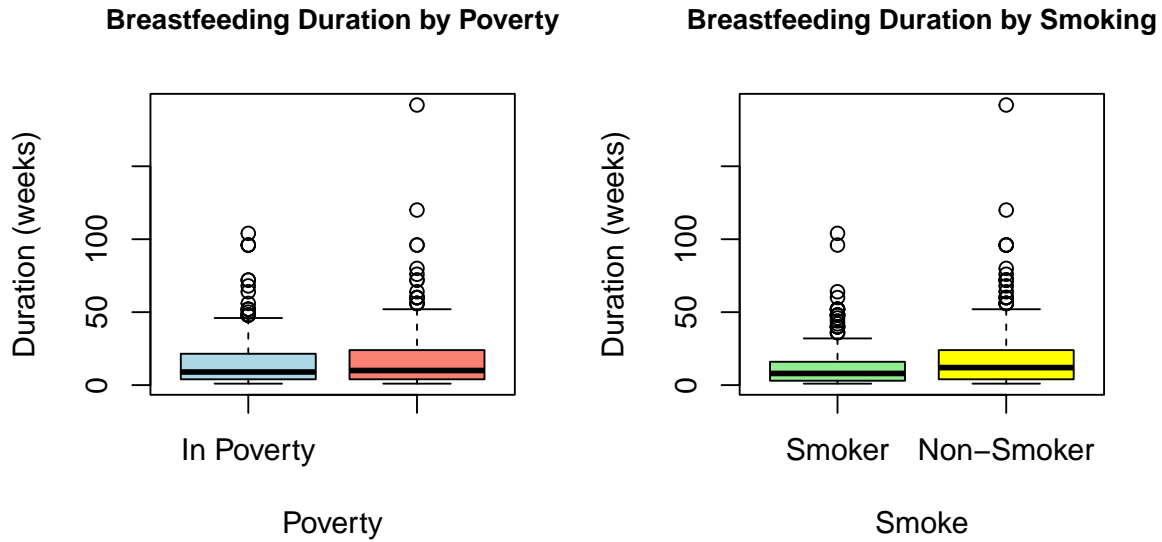 Breastfeeding Duration by Poverty
Duration (weeks)
100
50
0
In Poverty
Poverty
Breastfeeding Duration by Smoking
Duration (weeks)
100
50
0
Smoker Non−Smoker
Smoke